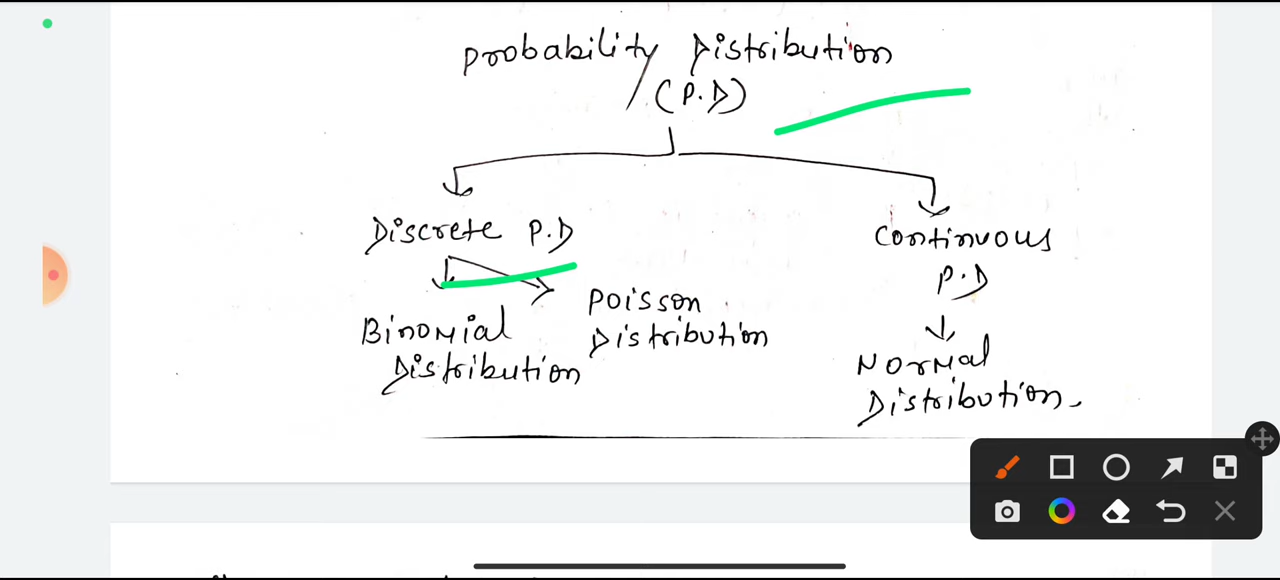 Probability Distribution
(P.D)
Discrete P.D
Continuous
P.D
Binomial
Distribution
Poisson
Distribution
Normal
Distribution.